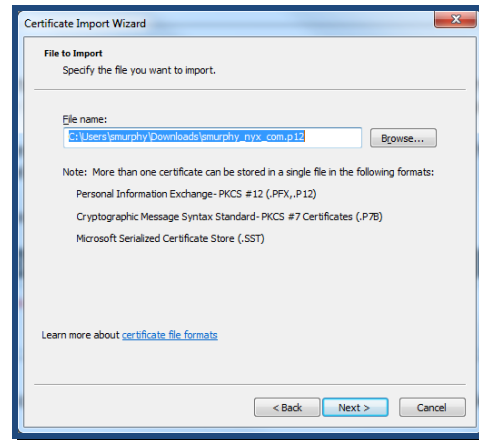 Certificate Import Wizard
File to Import
Specify the file you want to import.
File name:
C:\Users\smurphy\Downloads\smurphy_nyx_com.p12
Browse...
Note: More than one certificate can be stored in a single file in the following formats:
Personal Information Exchange- PKCS #12 (.PFX,.P12)
Cryptographic Message Syntax Standard- PKCS #7 Certificates (.P7B)
Microsoft Serialized Certificate Store (.SST)
Learn more about certificate file formats
< Back
Next >
Cancel